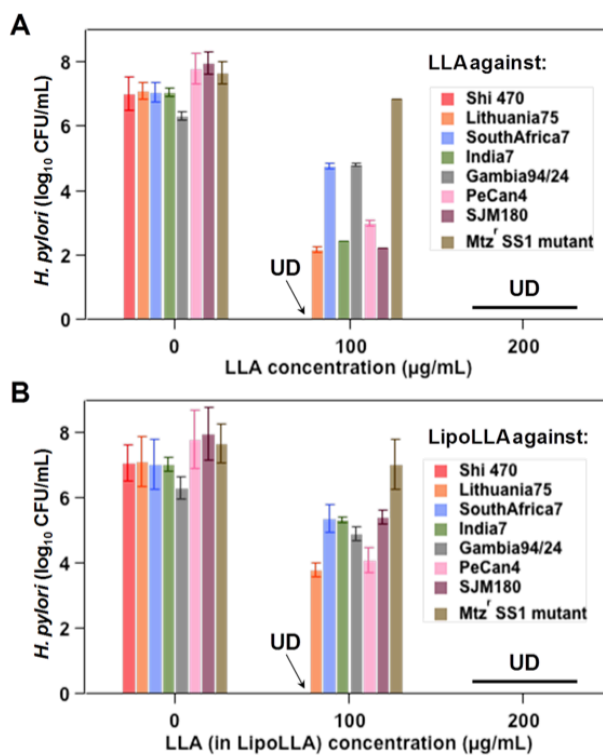 A
H. pylori (log₁₀ CFU/mL)
8
6
4
2
0
LLA against:
Shi 470
Lithuania75
SouthAfrica7
India7
Gambia94/24
PeCan4
SJM180
Mtzʳ SS1 mutant
UD
UD
0
100
200
LLA concentration (µg/mL)
B
H. pylori (log₁₀ CFU/mL)
8
6
4
2
0
LipoLLA against:
Shi 470
Lithuania75
SouthAfrica7
India7
Gambia94/24
PeCan4
SJM180
Mtzʳ SS1 mutant
UD
UD
0
100
200
LLA (in LipoLLA) concentration (µg/mL)